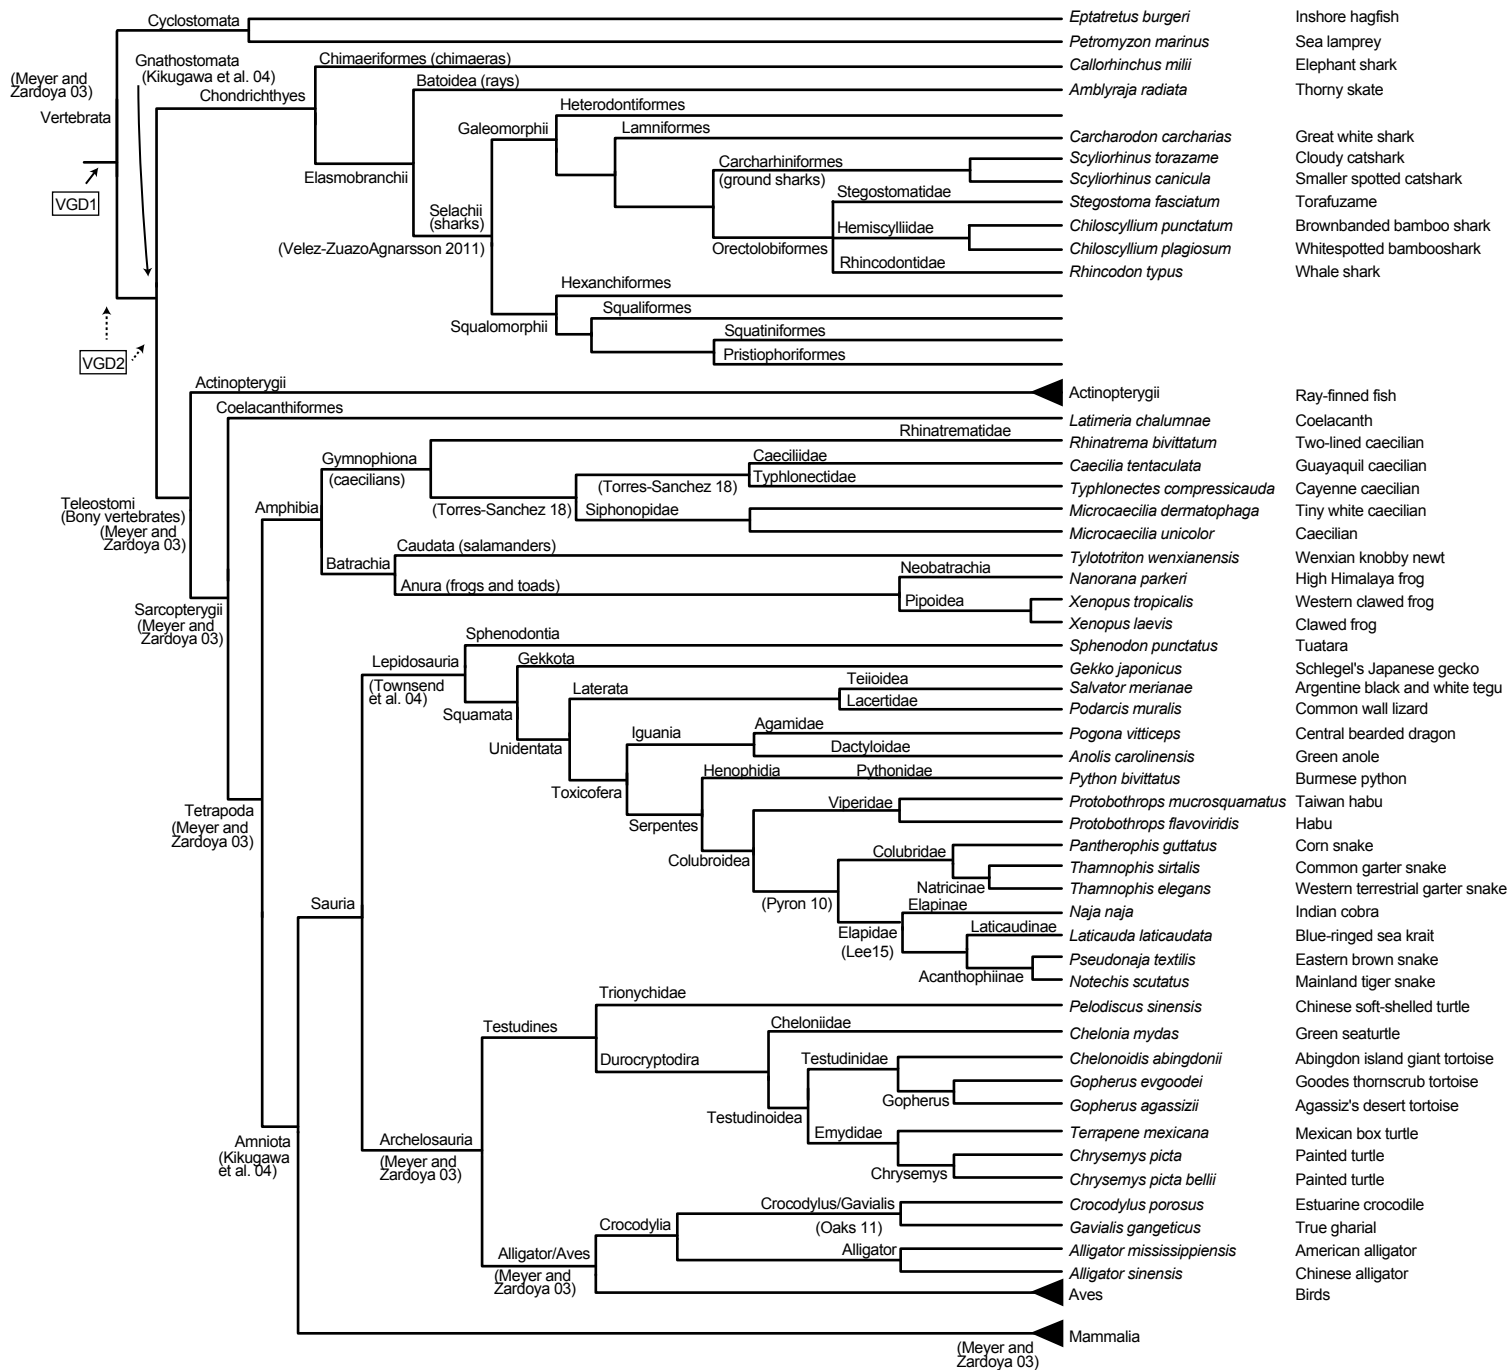 Cyclostomata
Eptatretus burgeri Inshore hagfish
Petromyzon marinus Sea lamprey
Gnathostomata
(Kikugawa et al. 04)
Chimaeriformes (chimaeras)
Callorhinchus milii Elephant shark
(Meyer and
Zardoya 03)
Vertebrata
Chondrichthyes
Batoidea (rays)
Amblyraja radiata Thorny skate
Heterodontiformes
Galeomorphii
Lamniformes
Carcharodon carcharias Great white shark
Carcharhiniformes
(ground sharks)
Scyliorhinus torazame Cloudy catshark
Scyliorhinus canicula Smaller spotted catshark
Elasmobranchii
VGD1
Stegostomatidae
Stegostoma fasciatum Torafuzame
Selachii
(sharks)
Hemiscylliidae
Chiloscyllium punctatum Brownbanded bamboo shark
(Velez-ZuazoAgnarsson 2011)
Orectolobiformes
Chiloscyllium plagiosum Whitespotted bambooshark
Rhincodontidae
Rhincodon typus Whale shark
Hexanchiformes
Squaliformes
Squalomorphii
Squatiniformes
Pristiophoriformes
VGD2
Actinopterygii
Actinopterygii Ray-finned fish
Coelacanthiformes
Latimeria chalumnae Coelacanth
Rhinatrematidae
Rhinatrema bivittatum Two-lined caecilian
Gymnophiona
(caecilians)
Caeciliidae
Caecilia tentaculata Guayaquil caecilian
(Torres-Sanchez 18)
Typhlonectidae
Typhlonectes compressicauda Cayenne caecilian
Teleostomi
(Bony vertebrates)
(Meyer and
Zardoya 03)
Amphibia
(Torres-Sanchez 18)
Siphonopidae
Microcaecilia dermatophaga Tiny white caecilian
Microcaecilia unicolor Caecilian
Caudata (salamanders)
Tylototriton wenxianensis Wenxian knobby newt
Batrachia
Anura (frogs and toads)
Neobatrachia
Nanorana parkeri High Himalaya frog
Pipoidea
Xenopus tropicalis Western clawed frog
Xenopus laevis Clawed frog
Sarcopterygii
(Meyer and
Zardoya 03)
Sphenodontia
Sphenodon punctatus Tuatara
Lepidosauria
(Townsend
et al. 04)
Gekkota
Gekko japonicus Schlegel's Japanese gecko
Squamata
Laterata
Teiioidea
Salvator merianae Argentine black and white tegu
Lacertidae
Podarcis muralis Common wall lizard
Unidentata
Iguania
Agamidae
Pogona vitticeps Central bearded dragon
Dactyloidae
Anolis carolinensis Green anole
Toxicofera
Henophidia
Pythonidae
Python bivittatus Burmese python
Tetrapoda
(Meyer and
Zardoya 03)
Serpentes
Viperidae
Protobothrops mucrosquamatus Taiwan habu
Protobothrops flavoviridis Habu
Colubroidea
Colubridae
Pantherophis guttatus Corn snake
Thamnophis sirtalis Common garter snake
Natricinae
Thamnophis elegans Western terrestrial garter snake
(Pyron 10)
Sauria
Elapinae
Naja naja Indian cobra
Elapidae
(Lee15)
Laticaudinae
Laticauda laticaudata Blue-ringed sea krait
Pseudonaja textilis Eastern brown snake
Acanthophiinae
Notechis scutatus Mainland tiger snake
Trionychidae
Pelodiscus sinensis Chinese soft-shelled turtle
Testudines
Cheloniidae
Chelonia mydas Green seaturtle
Durocryptodira
Testudinidae
Chelonoidis abingdonii Abingdon island giant tortoise
Gopherus evgoodei Goodes thornscrub tortoise
Gopherus
Gopherus agassizii Agassiz's desert tortoise
Testudinoidea
Emydidae
Terrapene mexicana Mexican box turtle
Chrysemys picta Painted turtle
Chrysemys
Chrysemys picta bellii Painted turtle
Amniota
(Kikugawa
et al. 04)
Archelosauria
(Meyer and
Zardoya 03)
Crocodylus/Gavialis
(Oaks 11)
Crocodylus porosus Estuarine crocodile
Gavialis gangeticus True gharial
Crocodylia
Alligator
Alligator mississippiensis American alligator
Alligator sinensis Chinese alligator
Alligator/Aves
(Meyer and
Zardoya 03)
Aves Birds
Mammalia
(Meyer and
Zardoya 03)